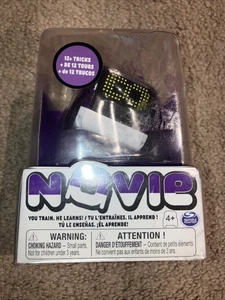 12+ TRICKS
+ DE 12 TOURS
+ de 12 TRUCOS
NOVIE
YOU TRAIN. HE LEARNS! / TU L'ENTRAÎNES. IL APPREND !
TÚ LE ENSEÑAS. ¡ÉL APRENDE!
4+
SPIN MASTER
WARNING:
CHOKING HAZARD – Small parts.
Not for children under 3 years.
ATTENTION !
DANGER D'ÉTOUFFEMENT – Contient de petits éléments.
Ne convient pas aux enfants de moins de 3 ans.